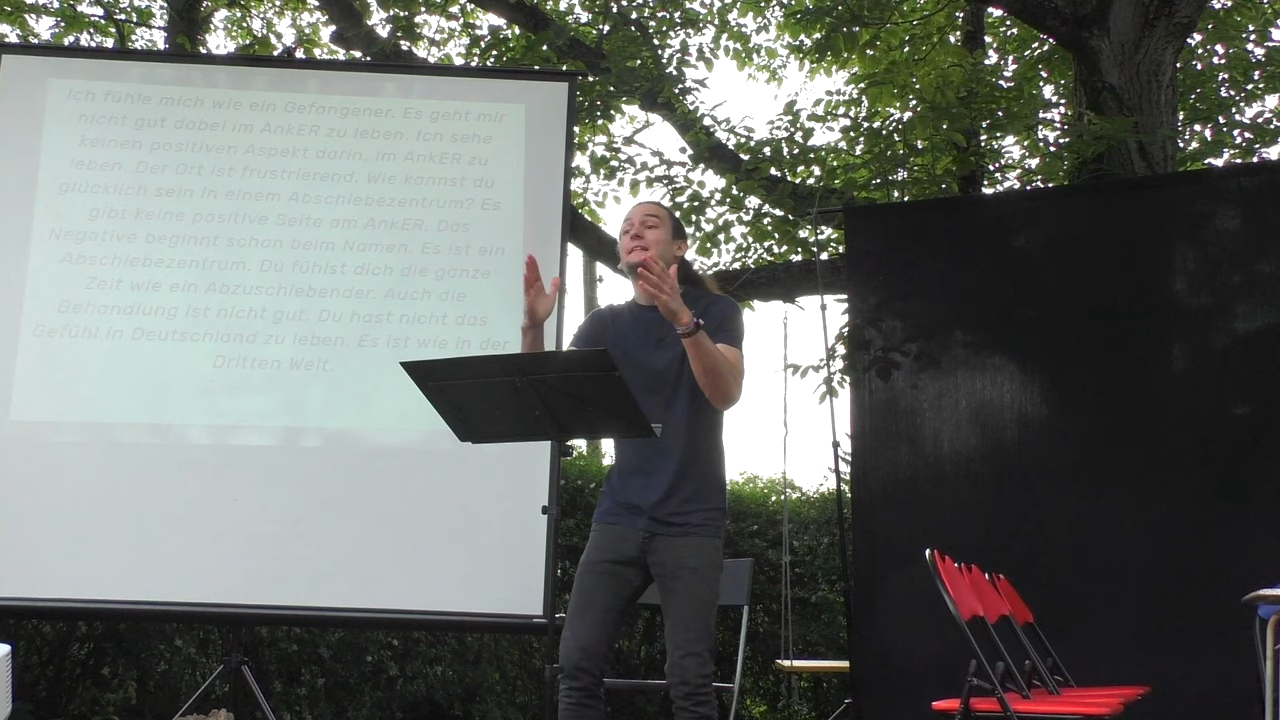 Ich fühle mich wie ein Gefangener. Es geht mir
nicht gut dabei im AnkER zu leben. Ich sehe
keinen positiven Aspekt darin, im AnkER zu
leben. Der Ort ist frustrierend. Wie kannst du
glücklich sein in einem Abschiebezentrum? Es
gibt keine positive Seite am AnkER. Das
Negative beginnt schon beim Namen. Es ist ein
Abschiebezentrum. Du fühlst dich die ganze
Zeit wie ein Abzuschiebender. Auch die
Behandlung ist nicht gut. Du hast nicht das
Gefühl in Deutschland zu leben. Es ist wie in der
Dritten Welt.